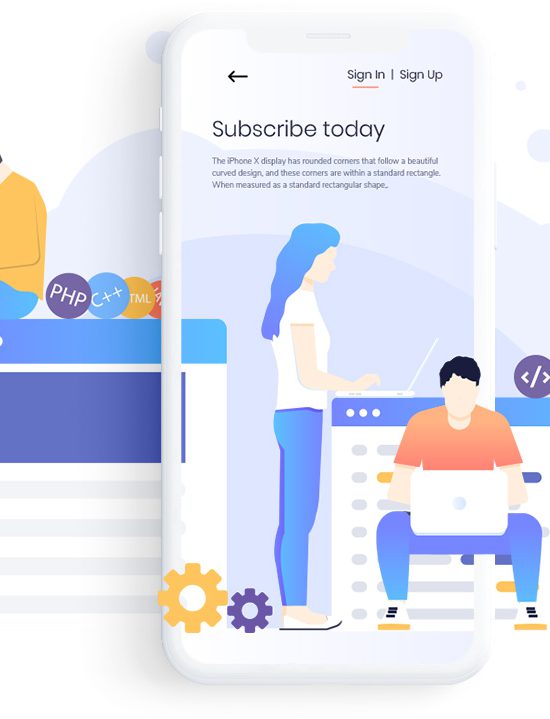 Sign In | Sign Up
Subscribe today
The iPhone X display has rounded corners that follow a beautiful
curved design, and these corners are within a standard rectangle.
When measured as a standard rectangular shape,.
PHP
C++
TML
</>